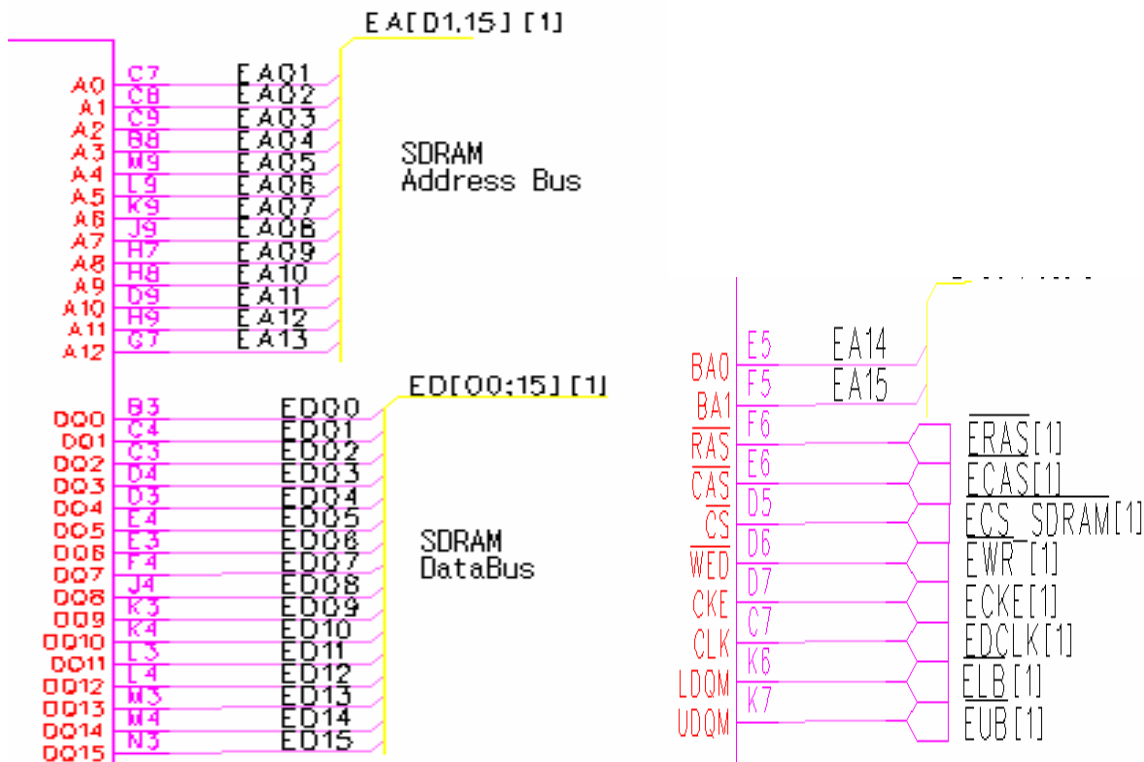 EA[D1.15] [1]
A0 C7 EA01
A1 C8 EA02
A2 C9 EA03
A3 B8 EA04
A4 M9 EA05
A5 L9 EA06
A6 K9 EA07
A7 J9 EA08
A8 H7 EA09
A9 H8 EA10
A10 D9 EA11
A11 H9 EA12
A12 G7 EA13
SDRAM
Address Bus
ED[00:15] [1]
DQ0 B3 ED00
DQ1 C4 ED01
DQ2 C3 ED02
DQ3 D4 ED03
DQ4 D3 ED04
DQ5 E4 ED05
DQ6 E3 ED06
DQ7 F4 ED07
DQ8 J4 ED08
DQ9 K3 ED09
DQ10 K4 ED10
DQ11 L3 ED11
DQ12 L4 ED12
DQ13 M3 ED13
DQ14 M4 ED14
DQ15 N3 ED15
SDRAM
DataBus
BA0 E5 EA14
BA1 F5 EA15
RAS F6 ERAS[1]
CAS E6 ECAS[1]
CS D5 ECS SDRAM[1]
WED D6 EWR [1]
CKE D7 ECKE[1]
CLK C7 EDCLK[1]
LDQM K6 ELB[1]
UDQM K7 EUB[1]